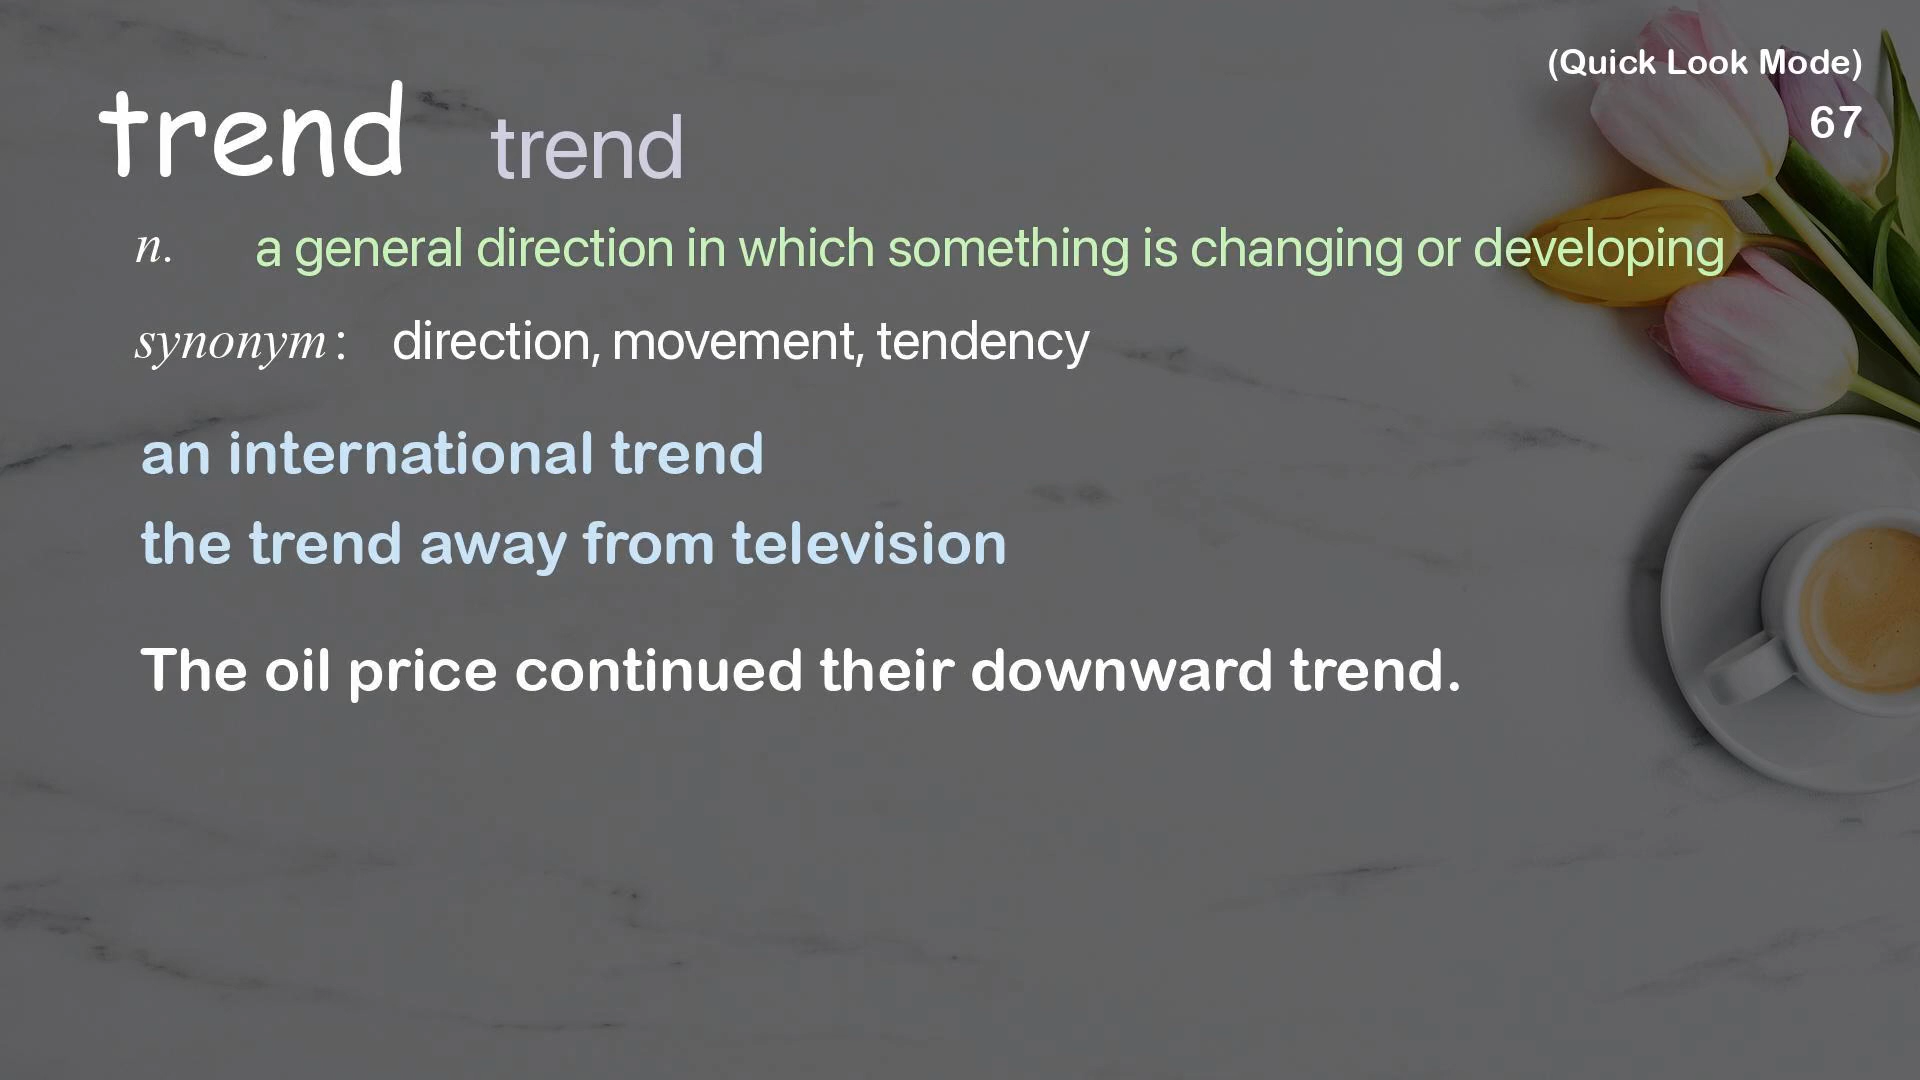 (Quick Look Mode)
67
trend trend
n. a general direction in which something is changing or developing
synonym : direction, movement, tendency
an international trend
the trend away from television
The oil price continued their downward trend.